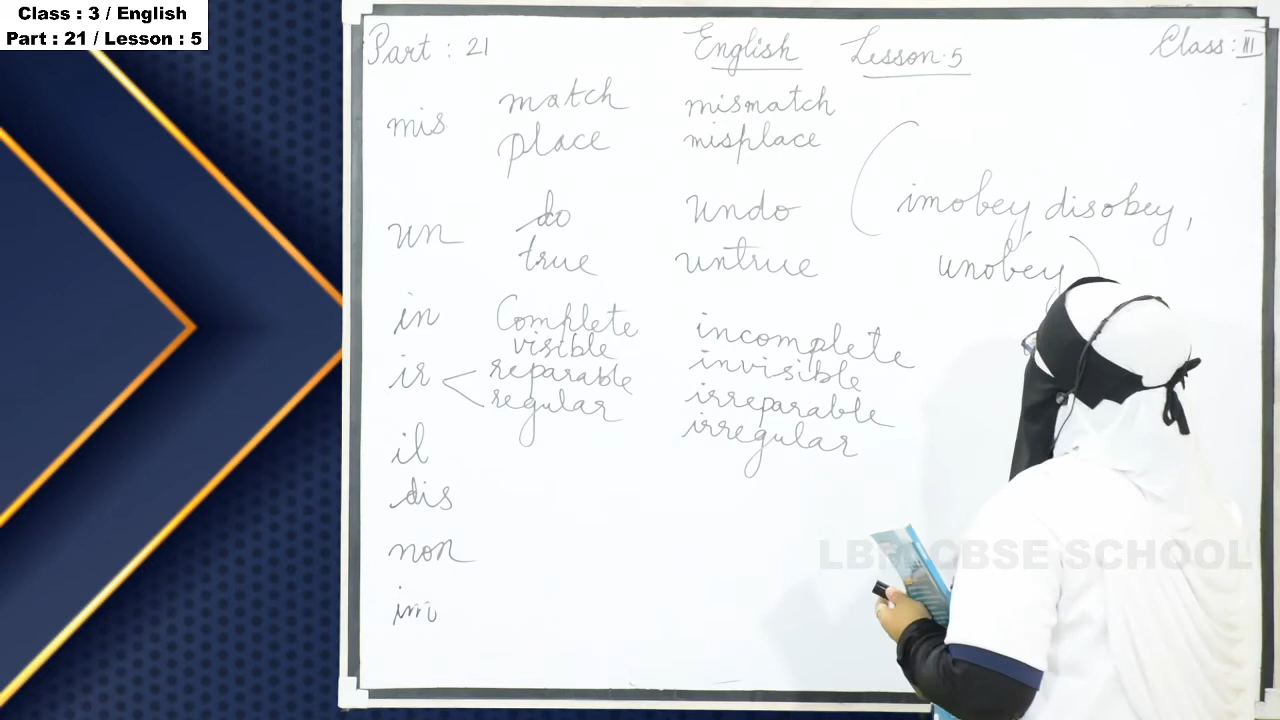 Class : 3 / English
Part : 21 / Lesson : 5
Part : 21 English Lesson.5 Class : III
mis match mismatch
place misplace
un do undo (imobey disobey,
true untrue unobey)
in Complete incomplete
visible invisible
ir reparable irreparable
regular irregular
il
dis
non
im
LBFA CBSE SCHOOL